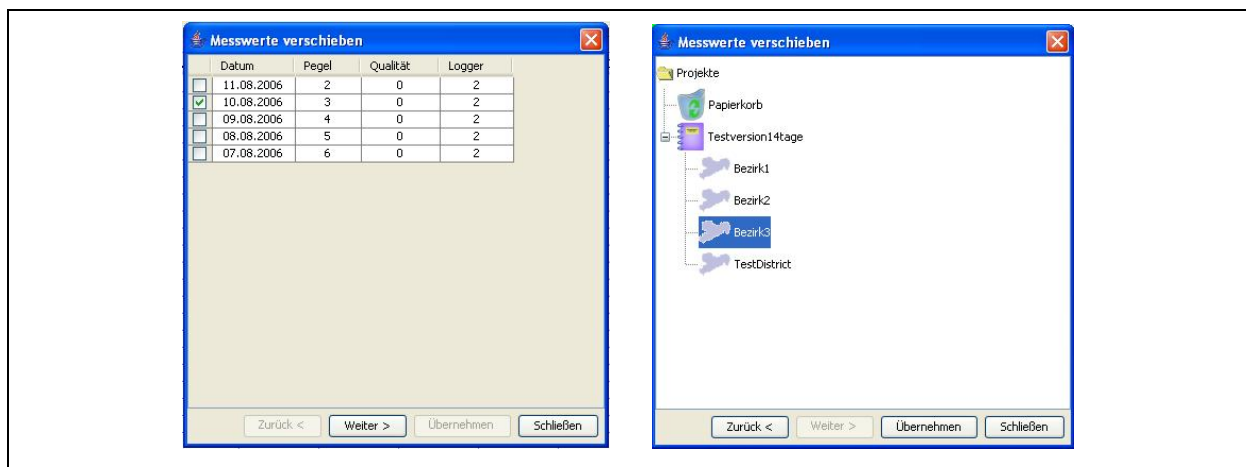 Messwerte verschieben
Datum Pegel Qualität Logger
11.08.2006 2 0 2
10.08.2006 3 0 2
09.08.2006 4 0 2
08.08.2006 5 0 2
07.08.2006 6 0 2
Zurück < Weiter > Übernehmen Schließen
Messwerte verschieben
Projekte
Papierkorb
Testversion14tage
Bezirk1
Bezirk2
Bezirk3
TestDistrict
Zurück < Weiter > Übernehmen Schließen